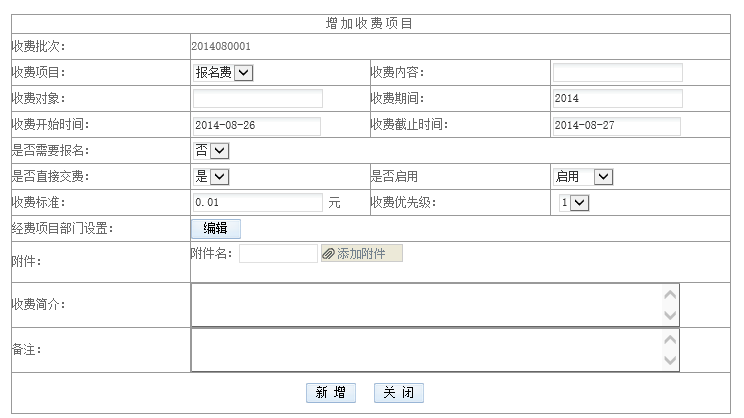 增加收费项目
收费批次： 2014080001
收费项目： 报名费 收费内容：
收费对象： 收费期间： 2014
收费开始时间： 2014-08-26 收费截止时间： 2014-08-27
是否需要报名： 否
是否直接交费： 是 是否启用 启用
收费标准： 0.01 元 收费优先级： 1
经费项目部门设置： 编辑
附件： 附件名： 添加附件
收费简介：
备注：
新 增 关 闭